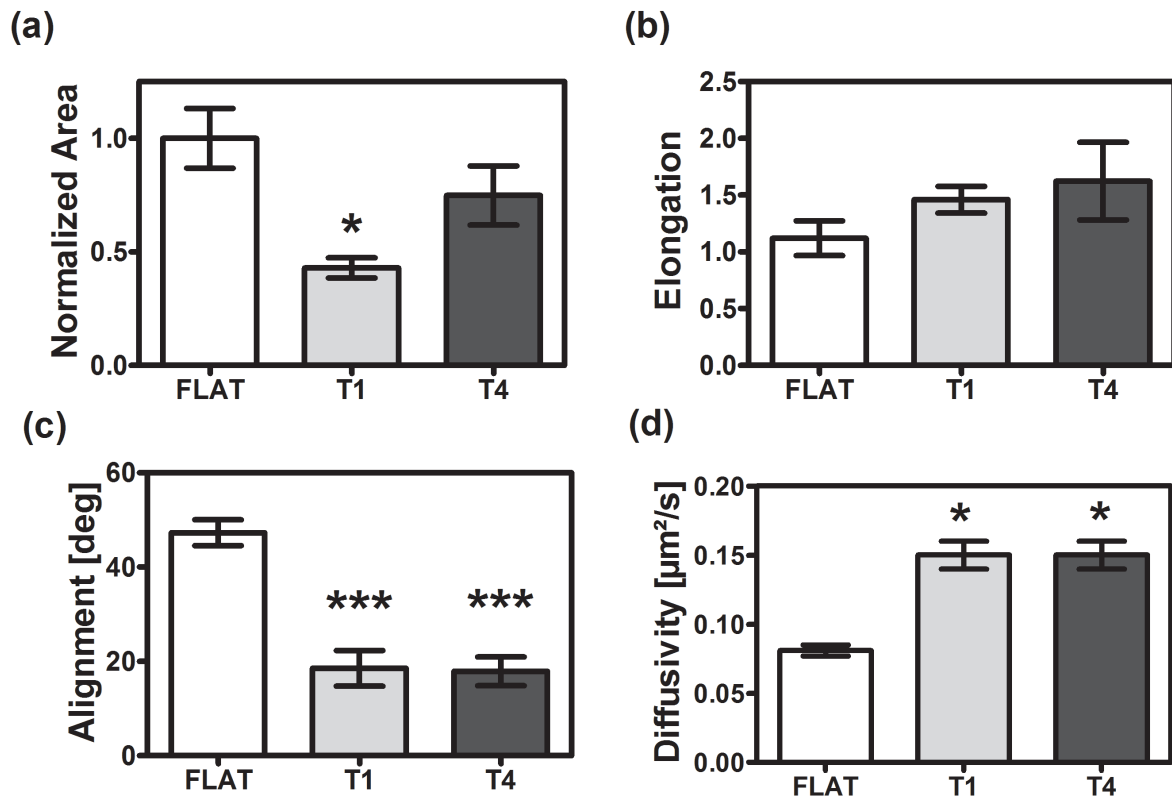 (a)
Normalized Area
1.0
0.5
0.0
*
FLAT T1 T4
(b)
Elongation
2.5
2.0
1.5
1.0
0.5
0.0
FLAT T1 T4
(c)
Alignment [deg]
60
40
20
0
*** ***
FLAT T1 T4
(d)
Diffusivity [µm²/s]
0.20
0.15
0.10
0.05
0.00
* *
FLAT T1 T4